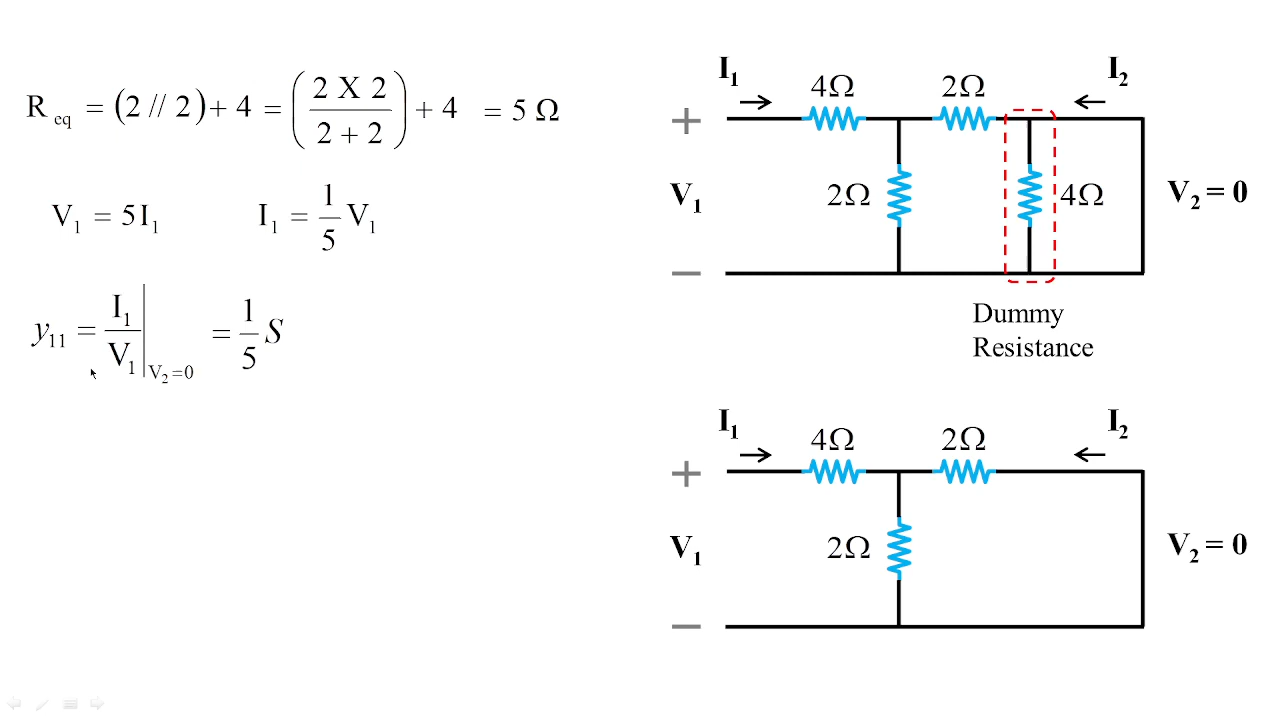 R eq = (2 // 2) + 4 = (2 X 2 / 2 + 2) + 4 = 5 Ω
V₁ = 5I₁ I₁ = 1/5 V₁
y₁₁ = I₁/V₁ |V₂=0 = 1/5 S
I₁ 4Ω 2Ω I₂
+
V₁ 2Ω 4Ω V₂ = 0
−
Dummy
Resistance
I₁ 4Ω 2Ω I₂
+
V₁ 2Ω V₂ = 0
−